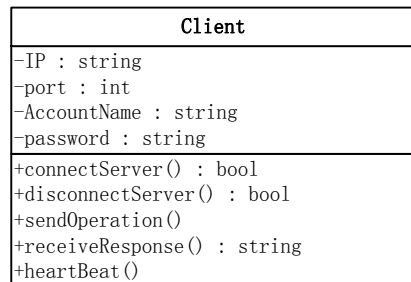 Client
-IP : string
-port : int
-AccountName : string
-password : string
+connectServer() : bool
+disconnectServer() : bool
+sendOperation()
+receiveResponse() : string
+heartBeat()